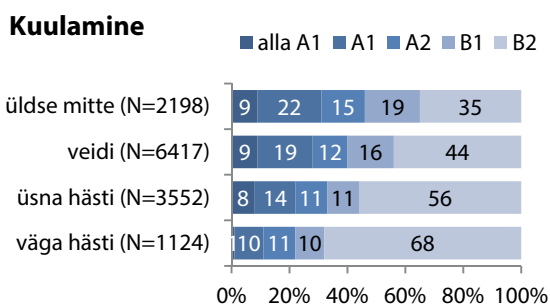 Kuulamine
alla A1 A1 A2 B1 B2
üldse mitte (N=2198) 9 22 15 19 35
veidi (N=6417) 9 19 12 16 44
üsna hästi (N=3552) 8 14 11 11 56
väga hästi (N=1124) 1 10 11 10 68
0% 20% 40% 60% 80% 100%